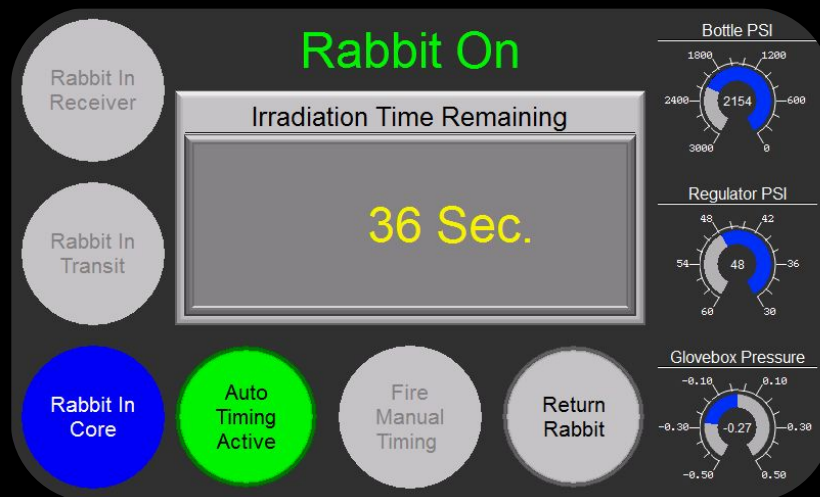 Rabbit On
Rabbit In
Receiver
Irradiation Time Remaining
36 Sec.
Rabbit In
Transit
Rabbit In
Core
Auto
Timing
Active
Fire
Manual
Timing
Return
Rabbit
Bottle PSI
1800 1200
2400 2154 600
3000 0
Regulator PSI
48 42
54 48 36
60 30
Glovebox Pressure
-0.10 0.10
-0.30 -0.27 0.30
-0.50 0.50